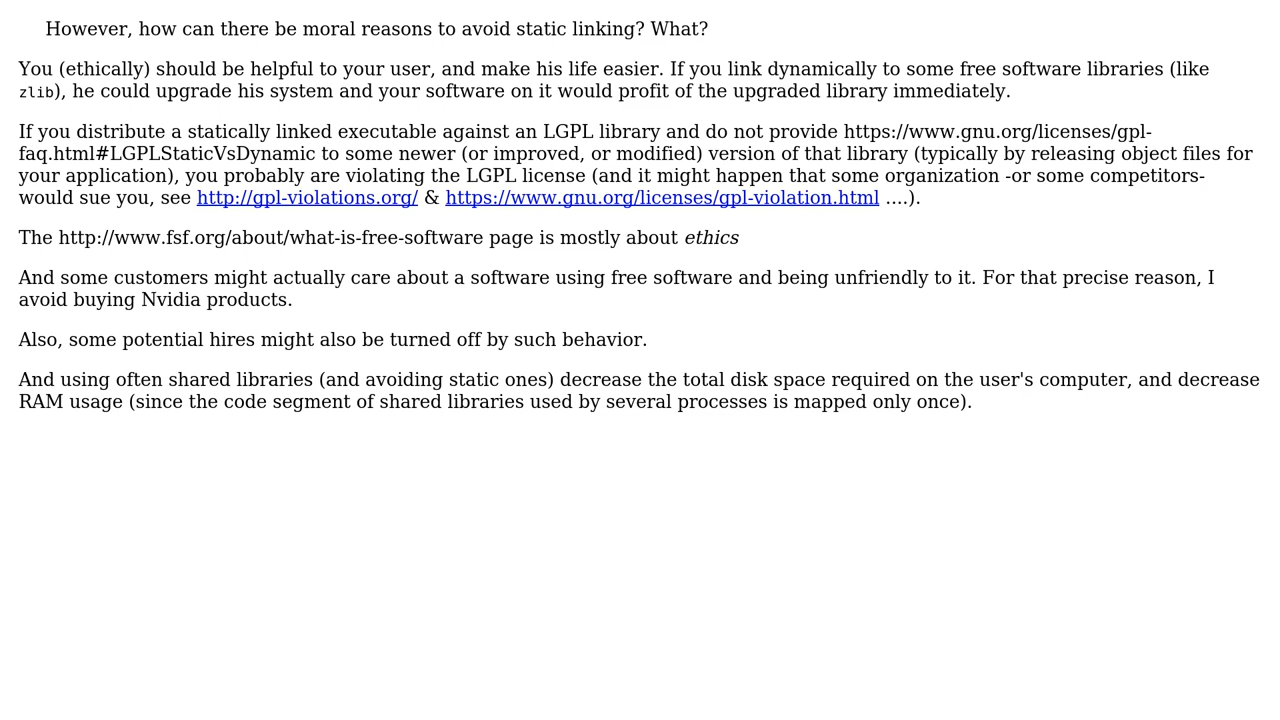 However, how can there be moral reasons to avoid static linking? What?
You (ethically) should be helpful to your user, and make his life easier. If you link dynamically to some free software libraries (like
zlib), he could upgrade his system and your software on it would profit of the upgraded library immediately.
If you distribute a statically linked executable against an LGPL library and do not provide https://www.gnu.org/licenses/gpl-
faq.html#LGPLStaticVsDynamic to some newer (or improved, or modified) version of that library (typically by releasing object files for
your application), you probably are violating the LGPL license (and it might happen that some organization -or some competitors-
would sue you, see http://gpl-violations.org/ & https://www.gnu.org/licenses/gpl-violation.html ....).
The http://www.fsf.org/about/what-is-free-software page is mostly about ethics
And some customers might actually care about a software using free software and being unfriendly to it. For that precise reason, I
avoid buying Nvidia products.
Also, some potential hires might also be turned off by such behavior.
And using often shared libraries (and avoiding static ones) decrease the total disk space required on the user's computer, and decrease
RAM usage (since the code segment of shared libraries used by several processes is mapped only once).